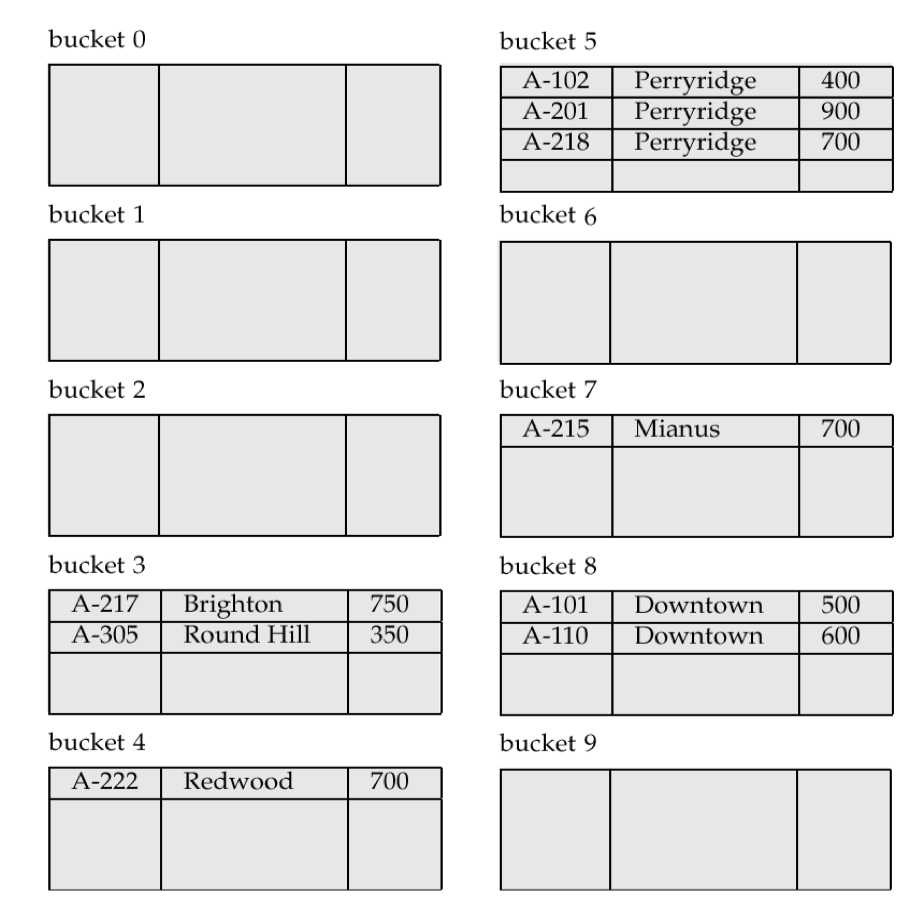 bucket 0
bucket 1
bucket 2
bucket 3
A-217 Brighton 750
A-305 Round Hill 350
bucket 4
A-222 Redwood 700
bucket 5
A-102 Perryridge 400
A-201 Perryridge 900
A-218 Perryridge 700
bucket 6
bucket 7
A-215 Mianus 700
bucket 8
A-101 Downtown 500
A-110 Downtown 600
bucket 9